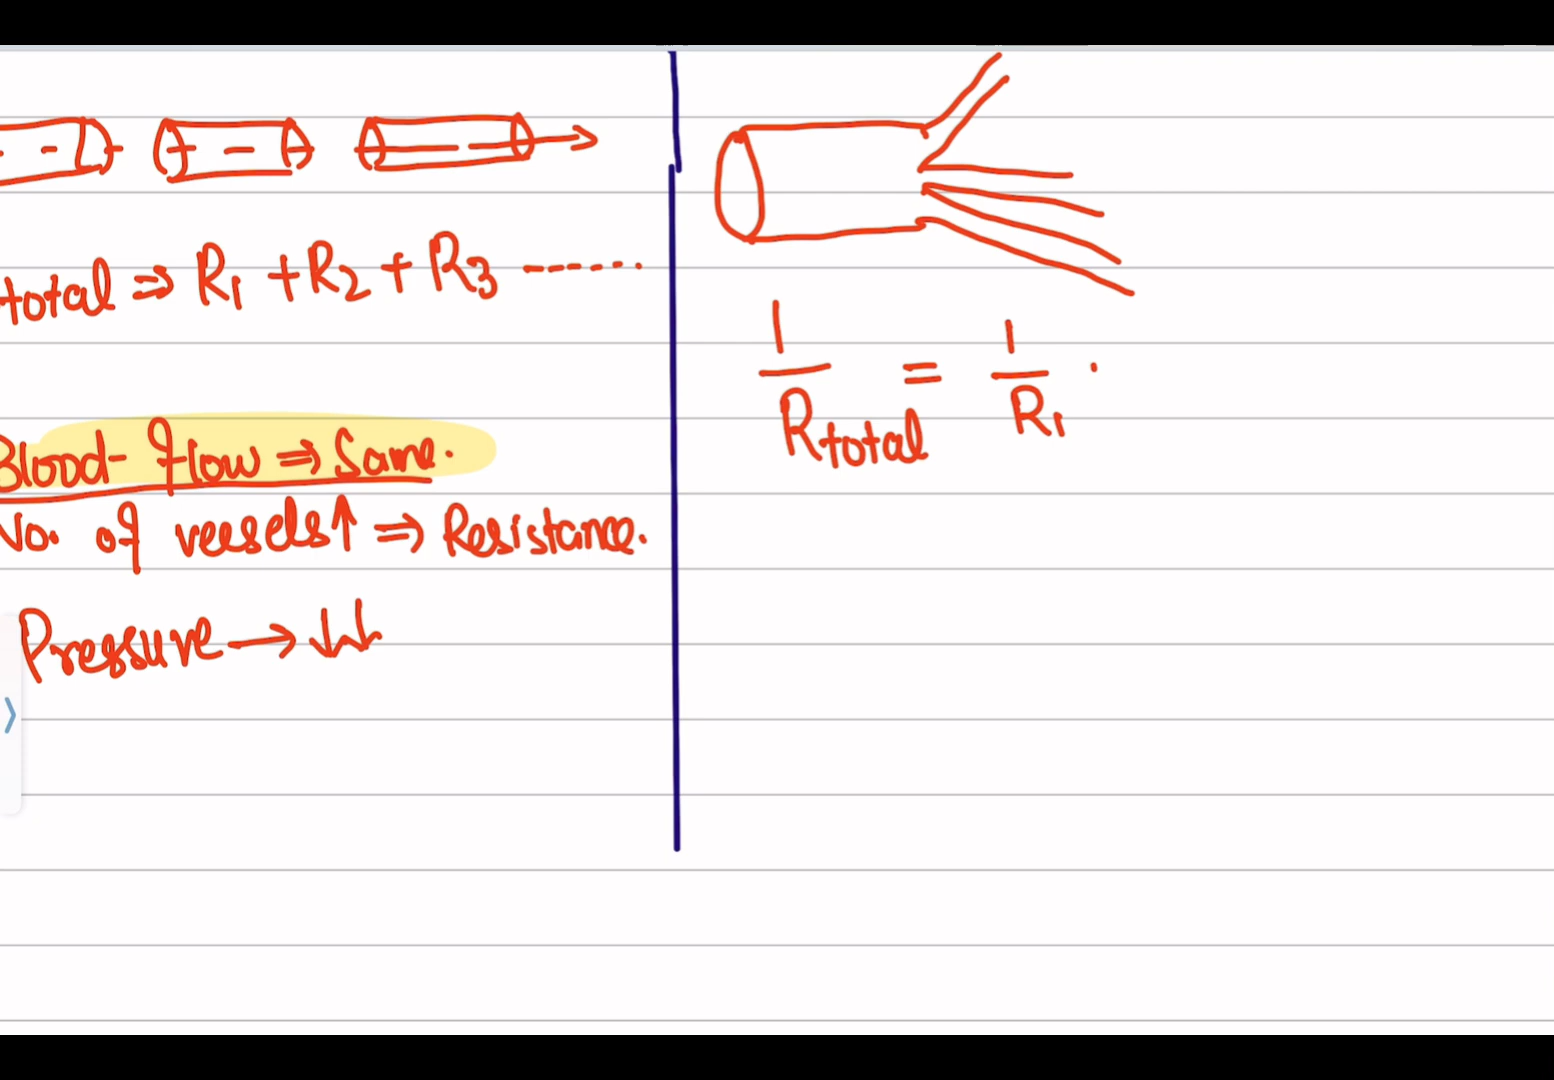 total ⇒ R1 + R2 + R3 ------
Blood flow ⇒ Same.
No. of vessels↑ ⇒ Resistance.
Pressure → ↓↓
1/Rtotal = 1/R1 .